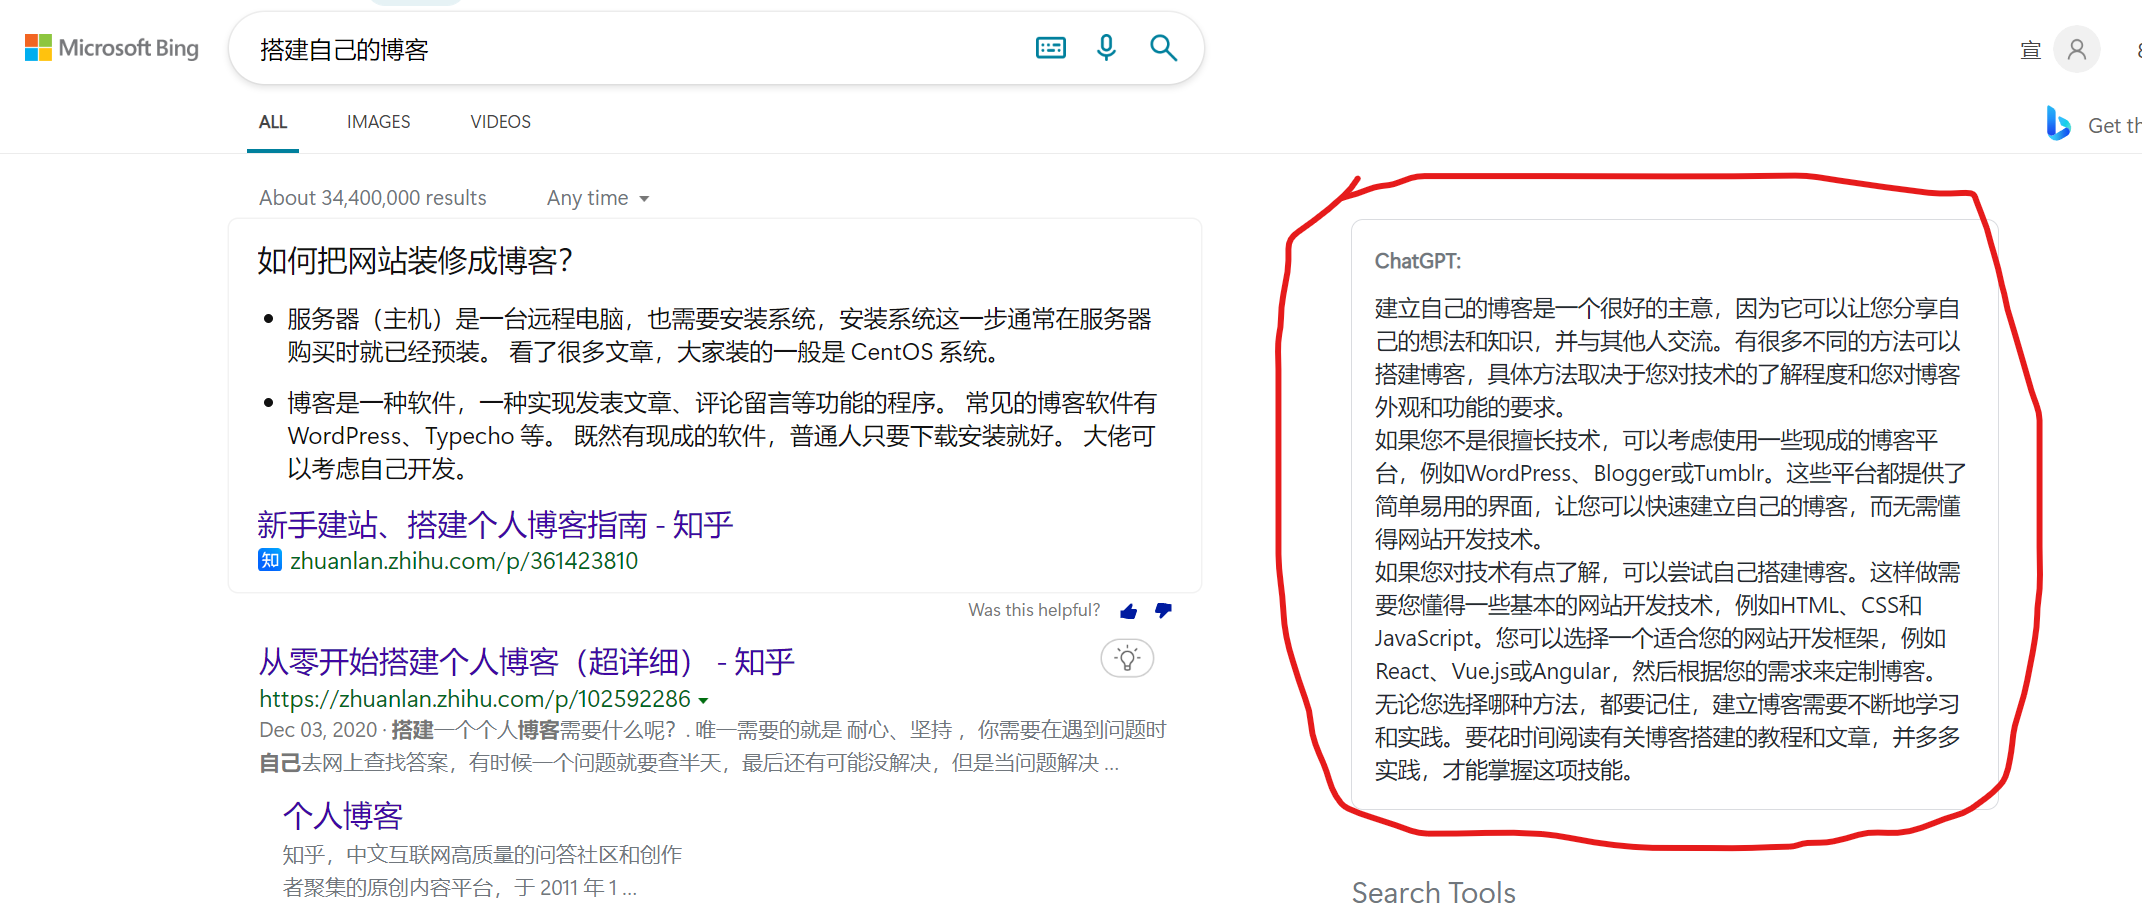 Microsoft Bing
搭建自己的博客
宣
ALL
IMAGES
VIDEOS
Get th
About 34,400,000 results
Any time
如何把网站装修成博客?
服务器（主机）是一台远程电脑，也需要安装系统，安装系统这一步通常在服务器
购买时就已经预装。 看了很多文章，大家装的一般是 CentOS 系统。
博客是一种软件，一种实现发表文章、评论留言等功能的程序。 常见的博客软件有
WordPress、Typecho 等。 既然有现成的软件，普通人只要下载安装就好。 大佬可
以考虑自己开发。
新手建站、搭建个人博客指南 - 知乎
知 zhuanlan.zhihu.com/p/361423810
Was this helpful?
从零开始搭建个人博客（超详细） - 知乎
https://zhuanlan.zhihu.com/p/102592286
Dec 03, 2020 · 搭建一个个人博客需要什么呢？. 唯一需要的就是 耐心、坚持 ，你需要在遇到问题时
自己去网上查找答案，有时候一个问题就要查半天，最后还有可能没解决，但是当问题解决 ...
个人博客
知乎，中文互联网高质量的问答社区和创作
者聚集的原创内容平台，于 2011 年 1 ...
ChatGPT:
建立自己的博客是一个很好的主意，因为它可以让您分享自
己的想法和知识，并与其他人交流。有很多不同的方法可以
搭建博客，具体方法取决于您对技术的了解程度和您对博客
外观和功能的要求。
如果您不是很擅长技术，可以考虑使用一些现成的博客平
台，例如WordPress、Blogger或Tumblr。这些平台都提供了
简单易用的界面，让您可以快速建立自己的博客，而无需懂
得网站开发技术。
如果您对技术有点了解，可以尝试自己搭建博客。这样做需
要您懂得一些基本的网站开发技术，例如HTML、CSS和
JavaScript。您可以选择一个适合您的网站开发框架，例如
React、Vue.js或Angular，然后根据您的需求来定制博客。
无论您选择哪种方法，都要记住，建立博客需要不断地学习
和实践。要花时间阅读有关博客搭建的教程和文章，并多多
实践，才能掌握这项技能。
Search Tools